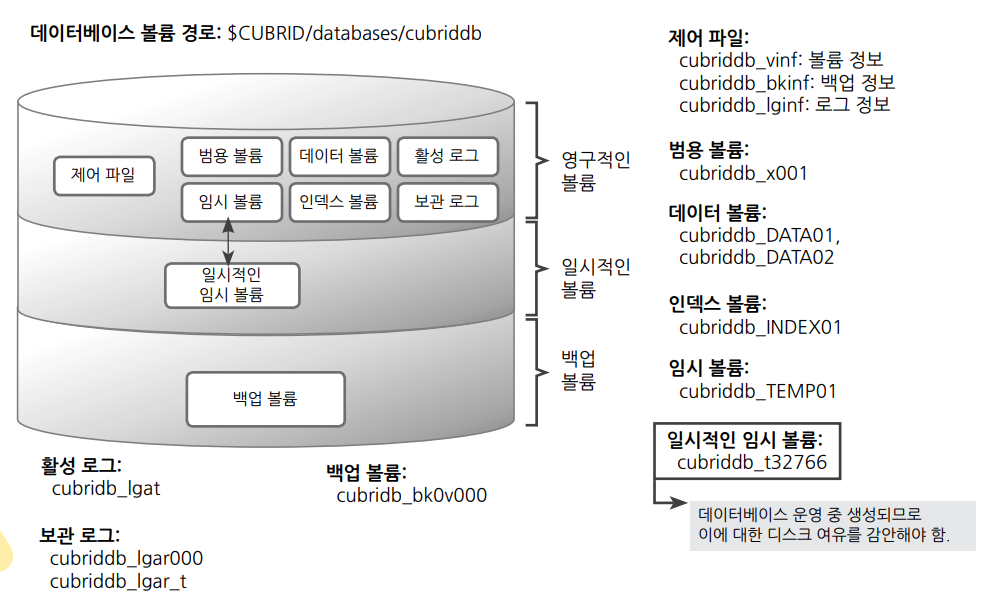 데이터베이스 볼륨 경로: $CUBRID/databases/cubriddb
제어 파일
범용 볼륨
데이터 볼륨
활성 로그
임시 볼륨
인덱스 볼륨
보관 로그
일시적인
임시 볼륨
백업 볼륨
영구적인
볼륨
일시적인
볼륨
백업
볼륨
활성 로그:
cubridb_lgat
보관 로그:
cubriddb_lgar000
cubriddb_lgar_t
백업 볼륨:
cubridb_bk0v000
제어 파일:
cubriddb_vinf: 볼륨 정보
cubriddb_bkinf: 백업 정보
cubriddb_lginf: 로그 정보
범용 볼륨:
cubriddb_x001
데이터 볼륨:
cubriddb_DATA01,
cubriddb_DATA02
인덱스 볼륨:
cubriddb_INDEX01
임시 볼륨:
cubriddb_TEMP01
일시적인 임시 볼륨:
cubriddb_t32766
데이터베이스 운영 중 생성되므로
이에 대한 디스크 여유를 감안해야 함.